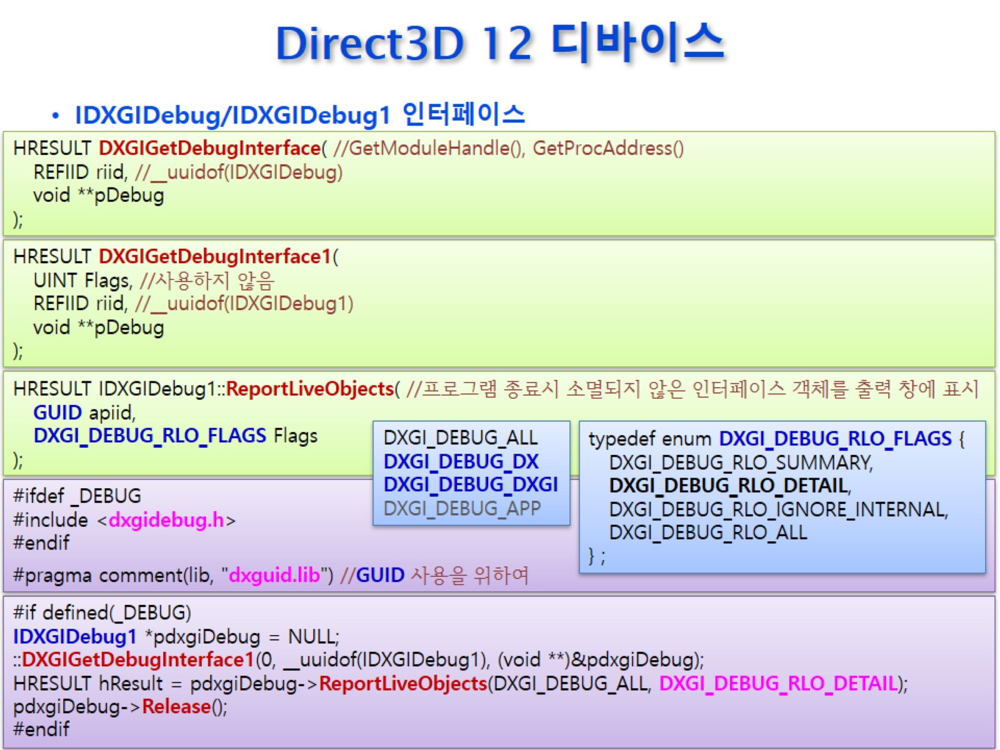 Direct3D 12 디바이스
• IDXGIDebug/IDXGIDebug1 인터페이스
HRESULT DXGIGetDebugInterface( //GetModuleHandle(), GetProcAddress()
REFIID riid, //__uuidof(IDXGIDebug)
void **pDebug
);
HRESULT DXGIGetDebugInterface1(
UINT Flags, //사용하지 않음
REFIID riid, //__uuidof(IDXGIDebug1)
void **pDebug
);
HRESULT IDXGIDebug1::ReportLiveObjects( //프로그램 종료시 소멸되지 않은 인터페이스 객체를 출력 창에 표시
GUID apiid,
DXGI_DEBUG_RLO_FLAGS Flags
);
DXGI_DEBUG_ALL
DXGI_DEBUG_DX
DXGI_DEBUG_DXGI
DXGI_DEBUG_APP
typedef enum DXGI_DEBUG_RLO_FLAGS {
DXGI_DEBUG_RLO_SUMMARY,
DXGI_DEBUG_RLO_DETAIL,
DXGI_DEBUG_RLO_IGNORE_INTERNAL,
DXGI_DEBUG_RLO_ALL
} ;
#ifdef _DEBUG
#include <dxgidebug.h>
#endif
#pragma comment(lib, "dxguid.lib") //GUID 사용을 위하여
#if defined(_DEBUG)
IDXGIDebug1 *pdxgiDebug = NULL;
::DXGIGetDebugInterface1(0, __uuidof(IDXGIDebug1), (void **)&pdxgiDebug);
HRESULT hResult = pdxgiDebug->ReportLiveObjects(DXGI_DEBUG_ALL, DXGI_DEBUG_RLO_DETAIL);
pdxgiDebug->Release();
#endif